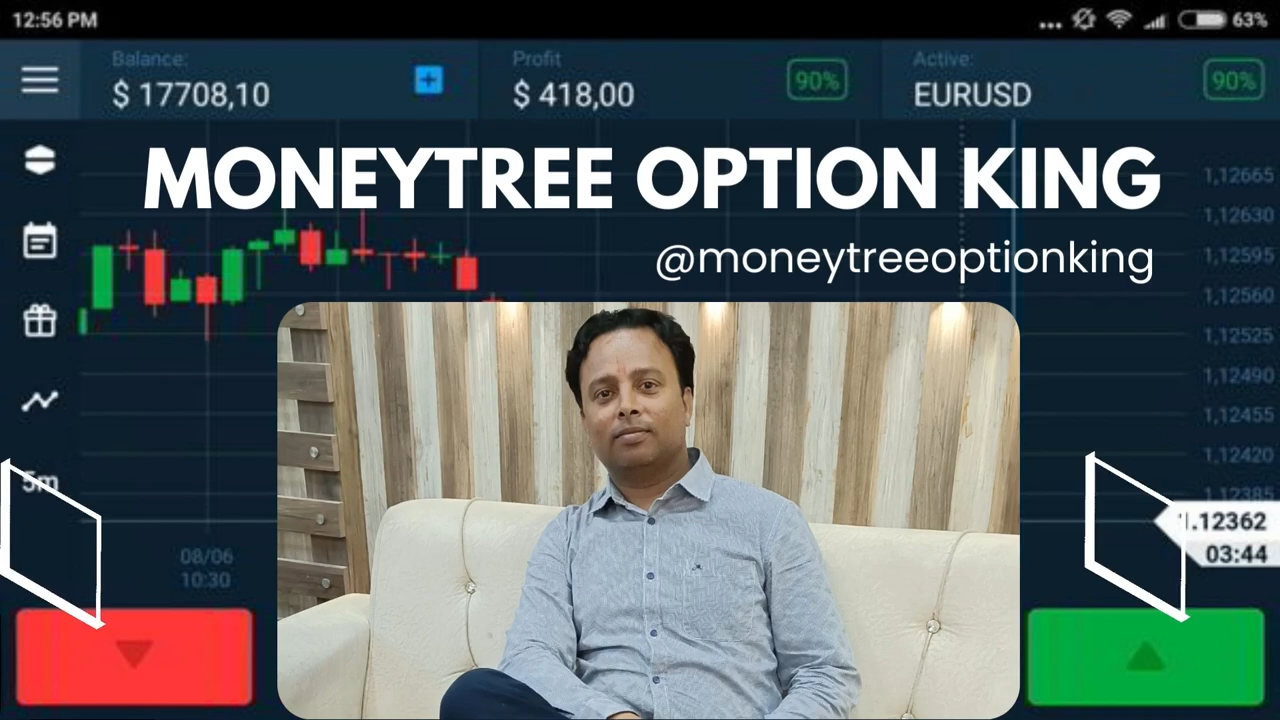 12:56 PM
63%
Balance:
$ 17708,10
Profit
$ 418,00
90%
Active:
EURUSD
90%
MONEYTREE OPTION KING
@moneytreeoptionking
1,12665
1,12630
1,12595
1,12560
1,12525
1,12490
1,12455
1,12420
1,12385
5m
1.12362
03:44
08/06
10:30